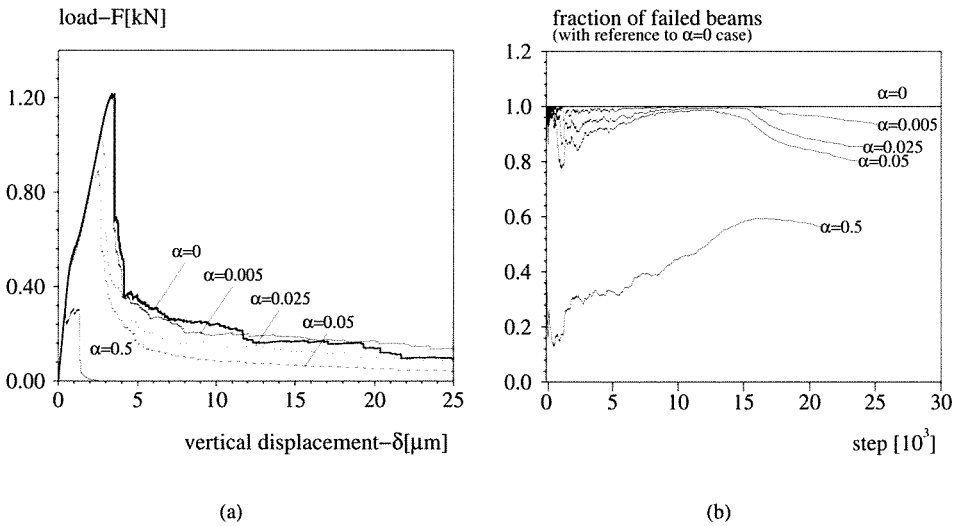 load–F[kN]
1.20
0.80
0.40
0.00
0
5
10
15
20
25
α=0
α=0.005
α=0.025
α=0.05
α=0.5
vertical displacement–δ[μm]
(a)
fraction of failed beams
(with reference to α=0 case)
1.2
1.0
0.8
0.6
0.4
0.2
0.0
0
5
10
15
20
25
30
α=0
α=0.005
α=0.025
α=0.05
α=0.5
step [10³]
(b)